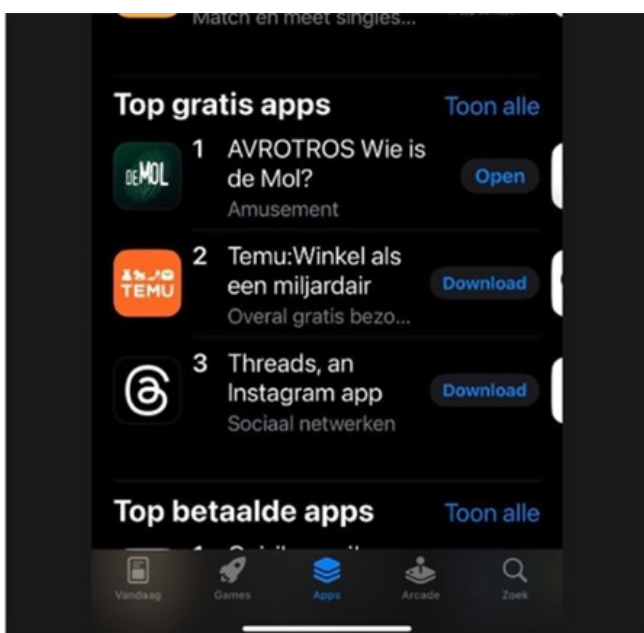 Match en meet singles...
Top gratis apps
Toon alle
DE MOL
1
AVROTROS Wie is
de Mol?
Amusement
Open
TEMU
2
Temu:Winkel als
een miljardair
Overal gratis bezo...
Download
3
Threads, an
Instagram app
Sociaal netwerken
Download
Top betaalde apps
Toon alle
Vandaag
Games
Apps
Arcade
Zoek